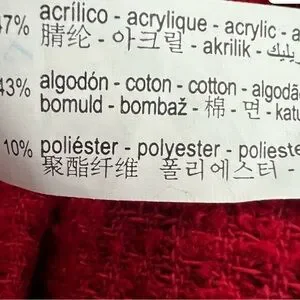 47% acrílico - acrylique - acrylic - a
腈纶 - 아크릴 - akrilik -
43% algodón - coton - cotton - algodã
bomuld - bombaž - 棉 - 면 - katu
10% poliéster - polyester - polieste
聚酯纤维 폴리에스터 -